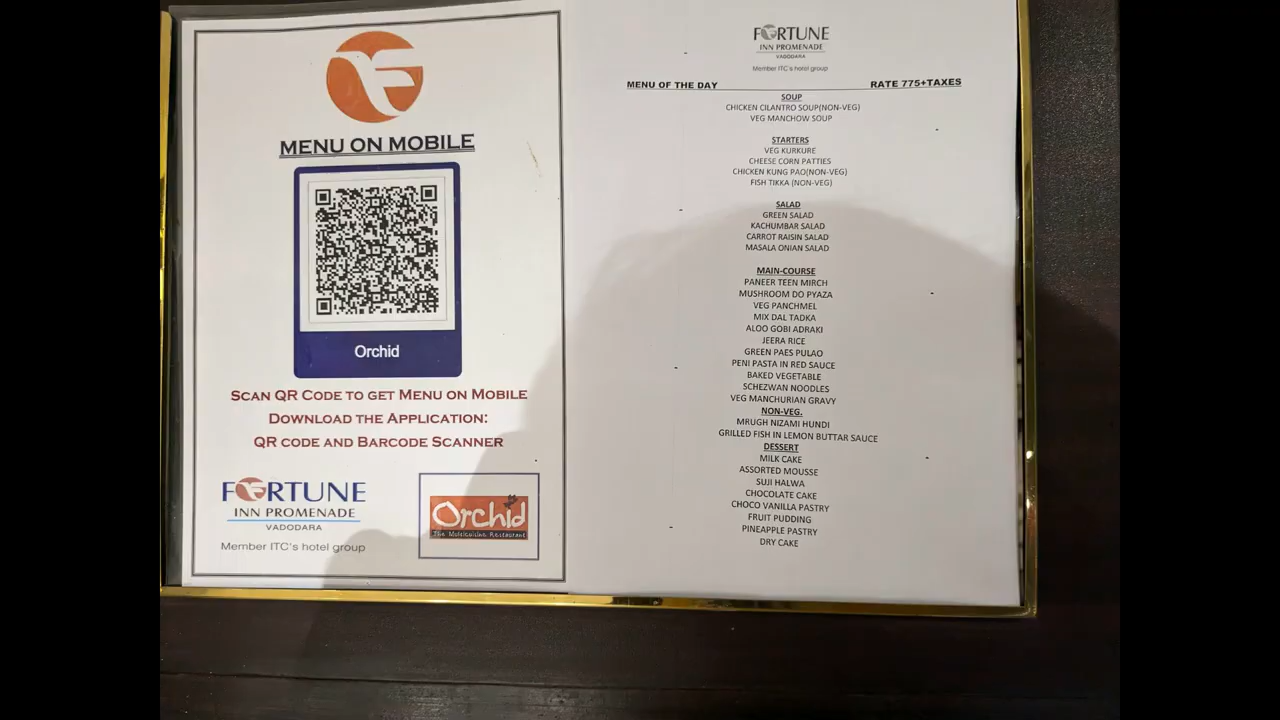 MENU ON MOBILE
Orchid
SCAN QR CODE TO GET MENU ON MOBILE
DOWNLOAD THE APPLICATION:
QR CODE AND BARCODE SCANNER
FORTUNE
INN PROMENADE
VADODARA
Member ITC's hotel group
Orchid
The Multicuisine Restaurant
FORTUNE
INN PROMENADE
VADODARA
Member ITC's hotel group
MENU OF THE DAY RATE 775+TAXES
SOUP
CHICKEN CILANTRO SOUP(NON-VEG)
VEG MANCHOW SOUP
STARTERS
VEG KURKURE
CHEESE CORN PATTIES
CHICKEN KUNG PAO(NON-VEG)
FISH TIKKA (NON-VEG)
SALAD
GREEN SALAD
KACHUMBAR SALAD
CARROT RAISIN SALAD
MASALA ONIAN SALAD
MAIN-COURSE
PANEER TEEN MIRCH
MUSHROOM DO PYAZA
VEG PANCHMEL
MIX DAL TADKA
ALOO GOBI ADRAKI
JEERA RICE
GREEN PAES PULAO
PENI PASTA IN RED SAUCE
BAKED VEGETABLE
SCHEZWAN NOODLES
VEG MANCHURIAN GRAVY
NON-VEG.
MRUGH NIZAMI HUNDI
GRILLED FISH IN LEMON BUTTAR SAUCE
DESSERT
MILK CAKE
ASSORTED MOUSSE
SUJI HALWA
CHOCOLATE CAKE
CHOCO VANILLA PASTRY
FRUIT PUDDING
PINEAPPLE PASTRY
DRY CAKE